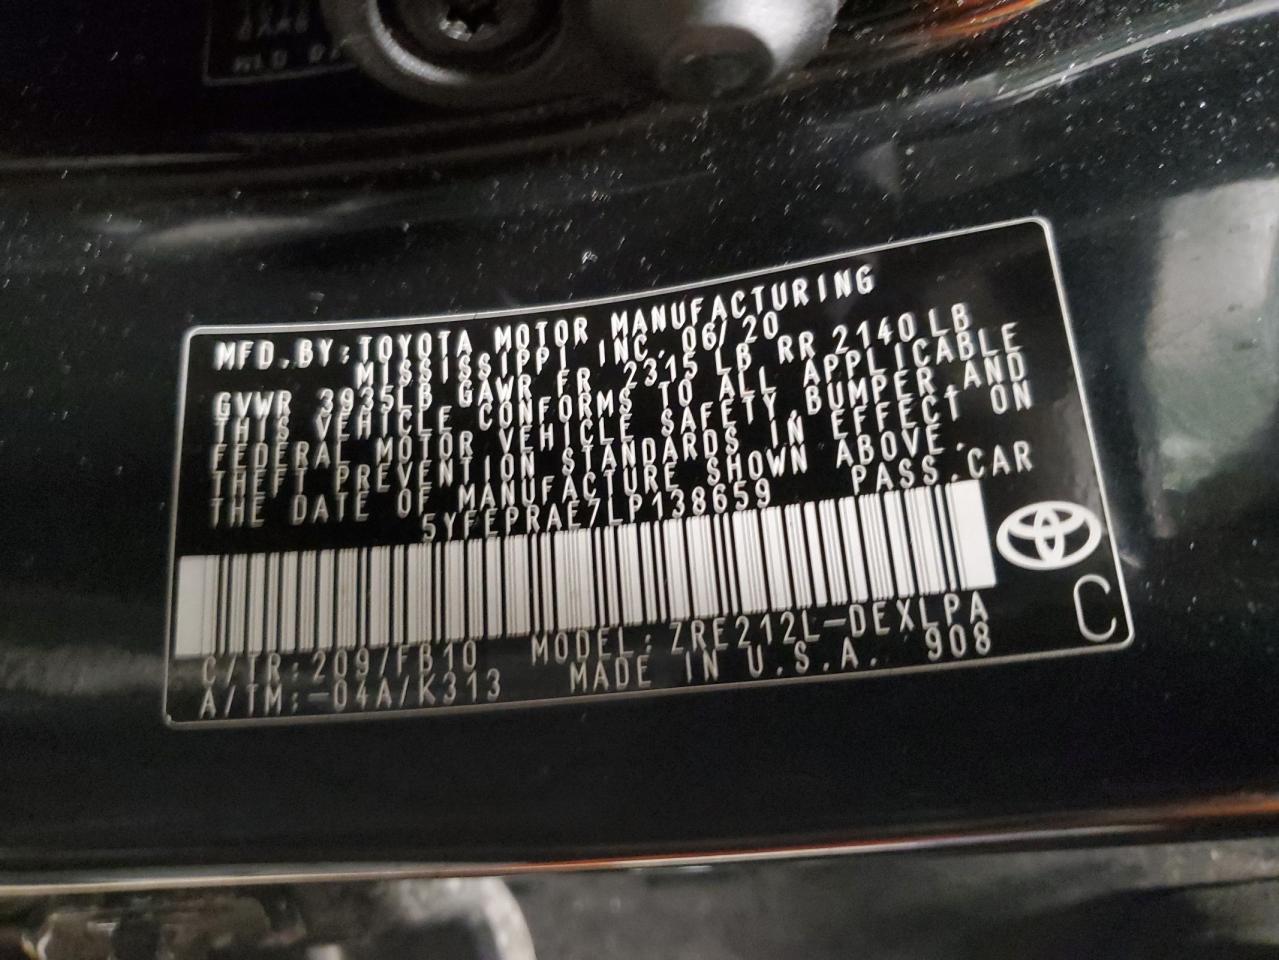 MFD.BY:TOYOTA MOTOR MANUFACTURING
MISSISSIPPI, INC. 06/20
GVWR 3935LB GAWR FR 2315LB RR 2140LB
THIS VEHICLE CONFORMS TO ALL APPLICABLE
FEDERAL MOTOR VEHICLE SAFETY,BUMPER,AND
THEFT PREVENTION STANDARDS IN EFFECT ON
THE DATE OF MANUFACTURE SHOWN ABOVE.
5YFEPRAE7LP138659 PASS.CAR
C/TR:209/FB10 MODEL:ZRE212L-DEXLPA
A/TM:-04A/K313 MADE IN U.S.A. 908
C